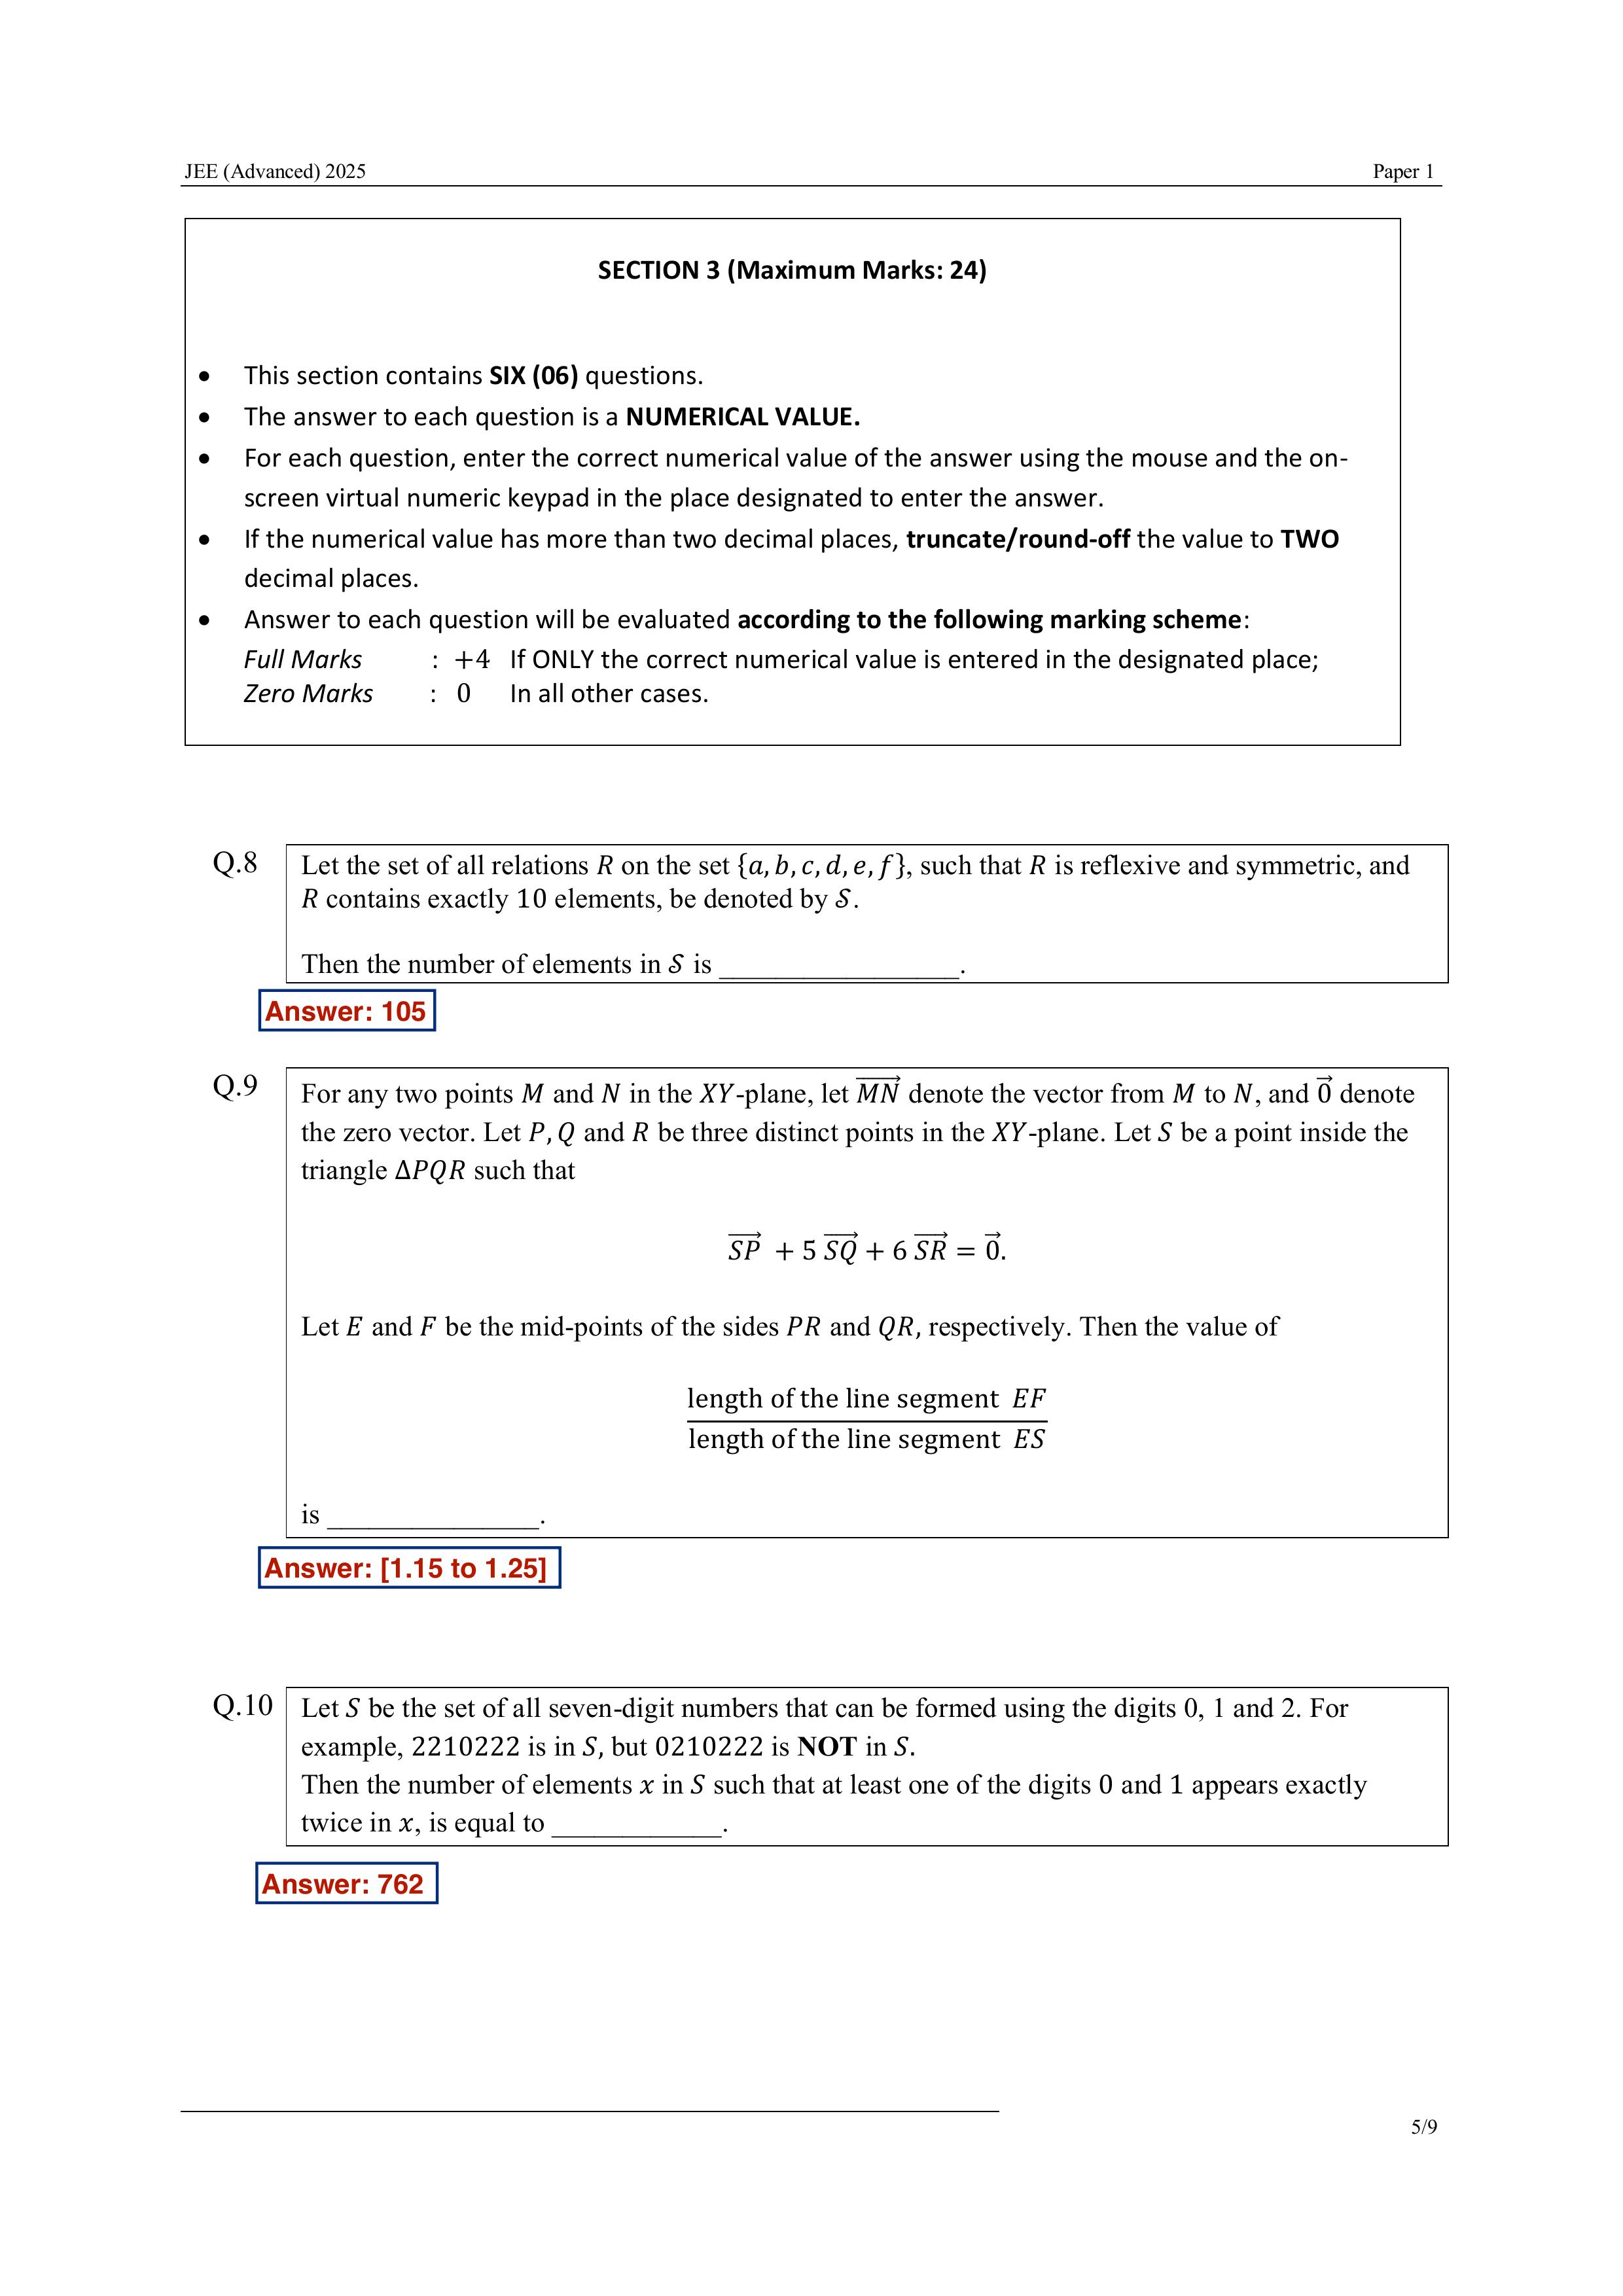 JEE (Advanced) 2025 Paper 1
SECTION 3 (Maximum Marks: 24)
• This section contains SIX (06) questions.
• The answer to each question is a NUMERICAL VALUE.
• For each question, enter the correct numerical value of the answer using the mouse and the on-
screen virtual numeric keypad in the place designated to enter the answer.
• If the numerical value has more than two decimal places, truncate/round-off the value to TWO
decimal places.
• Answer to each question will be evaluated according to the following marking scheme:
Full Marks : +4 If ONLY the correct numerical value is entered in the designated place;
Zero Marks : 0 In all other cases.
Q.8 Let the set of all relations 𝑅 on the set {𝑎, 𝑏, 𝑐, 𝑑, 𝑒, 𝑓}, such that 𝑅 is reflexive and symmetric, and
𝑅 contains exactly 10 elements, be denoted by 𝒮.
Then the number of elements in 𝒮 is _________________.
Answer: 105
Q.9 For any two points 𝑀 and 𝑁 in the 𝑋𝑌-plane, let 𝑀𝑁⃗ denote the vector from 𝑀 to 𝑁, and 0⃗ denote
the zero vector. Let 𝑃, 𝑄 and 𝑅 be three distinct points in the 𝑋𝑌-plane. Let 𝑆 be a point inside the
triangle Δ𝑃𝑄𝑅 such that
𝑆𝑃⃗ + 5 𝑆𝑄⃗ + 6 𝑆𝑅⃗ = 0⃗.
Let 𝐸 and 𝐹 be the mid-points of the sides 𝑃𝑅 and 𝑄𝑅, respectively. Then the value of
length of the line segment 𝐸𝐹
length of the line segment 𝐸𝑆
is _______________.
Answer: [1.15 to 1.25]
Q.10 Let 𝑆 be the set of all seven-digit numbers that can be formed using the digits 0, 1 and 2. For
example, 2210222 is in 𝑆, but 0210222 is NOT in 𝑆.
Then the number of elements 𝑥 in 𝑆 such that at least one of the digits 0 and 1 appears exactly
twice in 𝑥, is equal to ____________.
Answer: 762
5/9